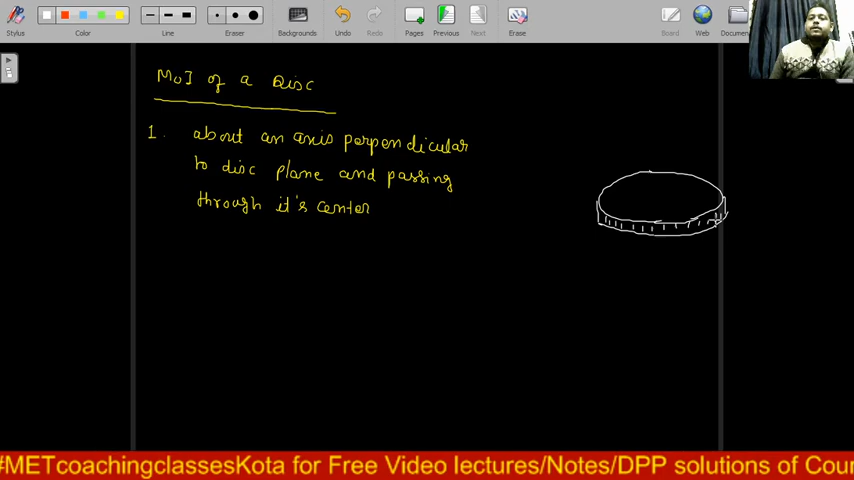 Stylus
Color
Line
Eraser
Backgrounds
Undo
Redo
Pages
Previous
Next
Erase
Board
Web
Documen
MoI of a Disc
1. about an axis perpendicular
to disc plane and passing
through it's center
#METcoachingclassesKota for Free Video lectures/Notes/DPP solutions of Cour